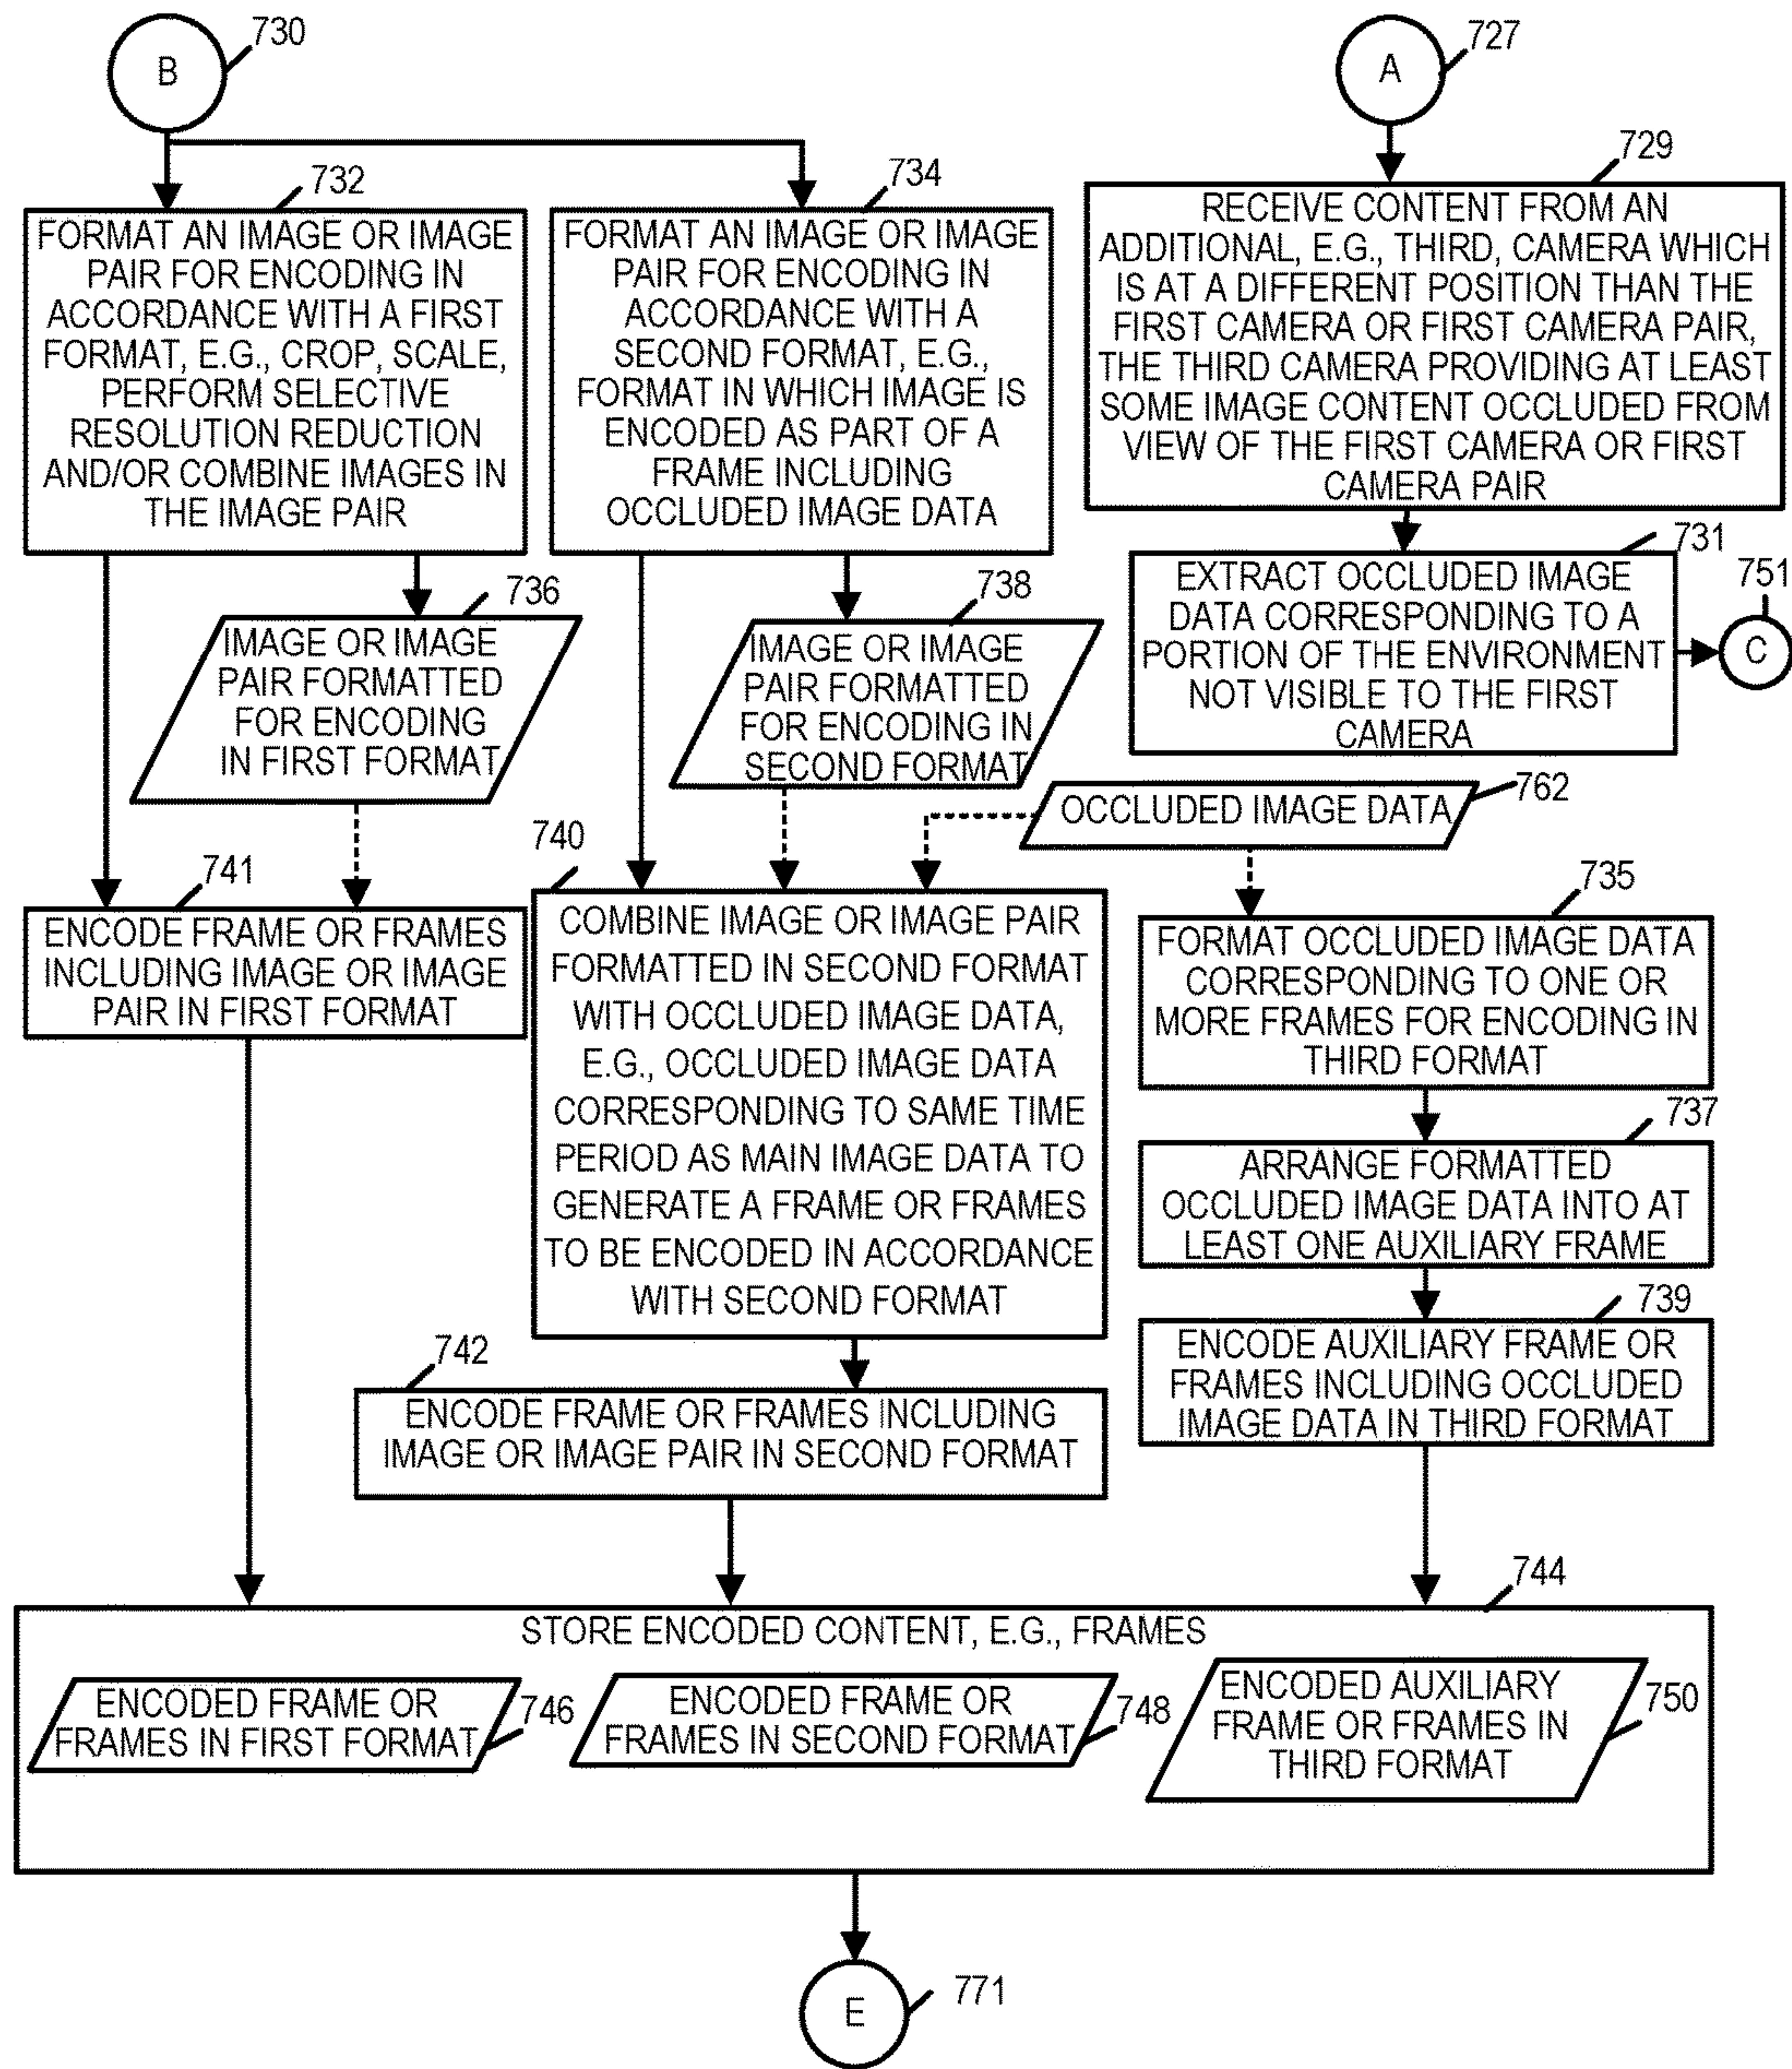 B
730
A
727
732
FORMAT AN IMAGE OR IMAGE
PAIR FOR ENCODING IN
ACCORDANCE WITH A FIRST
FORMAT, E.G., CROP, SCALE,
PERFORM SELECTIVE
RESOLUTION REDUCTION
AND/OR COMBINE IMAGES IN
THE IMAGE PAIR
734
FORMAT AN IMAGE OR IMAGE
PAIR FOR ENCODING IN
ACCORDANCE WITH A
SECOND FORMAT, E.G.,
FORMAT IN WHICH IMAGE IS
ENCODED AS PART OF A
FRAME INCLUDING
OCCLUDED IMAGE DATA
729
RECEIVE CONTENT FROM AN
ADDITIONAL, E.G., THIRD, CAMERA WHICH
IS AT A DIFFERENT POSITION THAN THE
FIRST CAMERA OR FIRST CAMERA PAIR,
THE THIRD CAMERA PROVIDING AT LEAST
SOME IMAGE CONTENT OCCLUDED FROM
VIEW OF THE FIRST CAMERA OR FIRST
CAMERA PAIR
731
EXTRACT OCCLUDED IMAGE
DATA CORRESPONDING TO A
PORTION OF THE ENVIRONMENT
NOT VISIBLE TO THE FIRST
CAMERA
751
C
736
IMAGE OR IMAGE
PAIR FORMATTED
FOR ENCODING
IN FIRST FORMAT
738
IMAGE OR IMAGE
PAIR FORMATTED
FOR ENCODING IN
SECOND FORMAT
OCCLUDED IMAGE DATA
762
741
ENCODE FRAME OR FRAMES
INCLUDING IMAGE OR IMAGE
PAIR IN FIRST FORMAT
740
COMBINE IMAGE OR IMAGE PAIR
FORMATTED IN SECOND FORMAT
WITH OCCLUDED IMAGE DATA,
E.G., OCCLUDED IMAGE DATA
CORRESPONDING TO SAME TIME
PERIOD AS MAIN IMAGE DATA TO
GENERATE A FRAME OR FRAMES
TO BE ENCODED IN ACCORDANCE
WITH SECOND FORMAT
735
FORMAT OCCLUDED IMAGE DATA
CORRESPONDING TO ONE OR
MORE FRAMES FOR ENCODING IN
THIRD FORMAT
737
ARRANGE FORMATTED
OCCLUDED IMAGE DATA INTO AT
LEAST ONE AUXILIARY FRAME
739
ENCODE AUXILIARY FRAME OR
FRAMES INCLUDING OCCLUDED
IMAGE DATA IN THIRD FORMAT
742
ENCODE FRAME OR FRAMES INCLUDING
IMAGE OR IMAGE PAIR IN SECOND FORMAT
744
STORE ENCODED CONTENT, E.G., FRAMES
ENCODED FRAME OR
FRAMES IN FIRST FORMAT
746
ENCODED FRAME OR
FRAMES IN SECOND FORMAT
748
ENCODED AUXILIARY
FRAME OR FRAMES IN
THIRD FORMAT
750
E
771